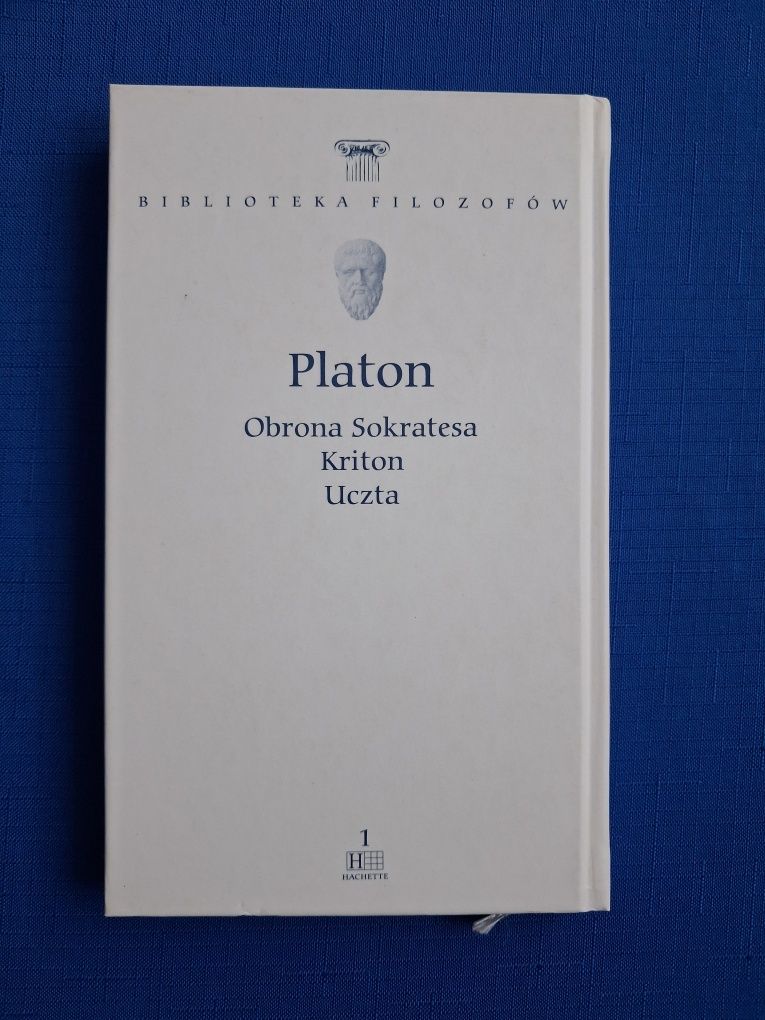 BIBLIOTEKA FILOZOFÓW
Platon
Obrona Sokratesa
Kriton
Uczta
1
H
HACHETTE